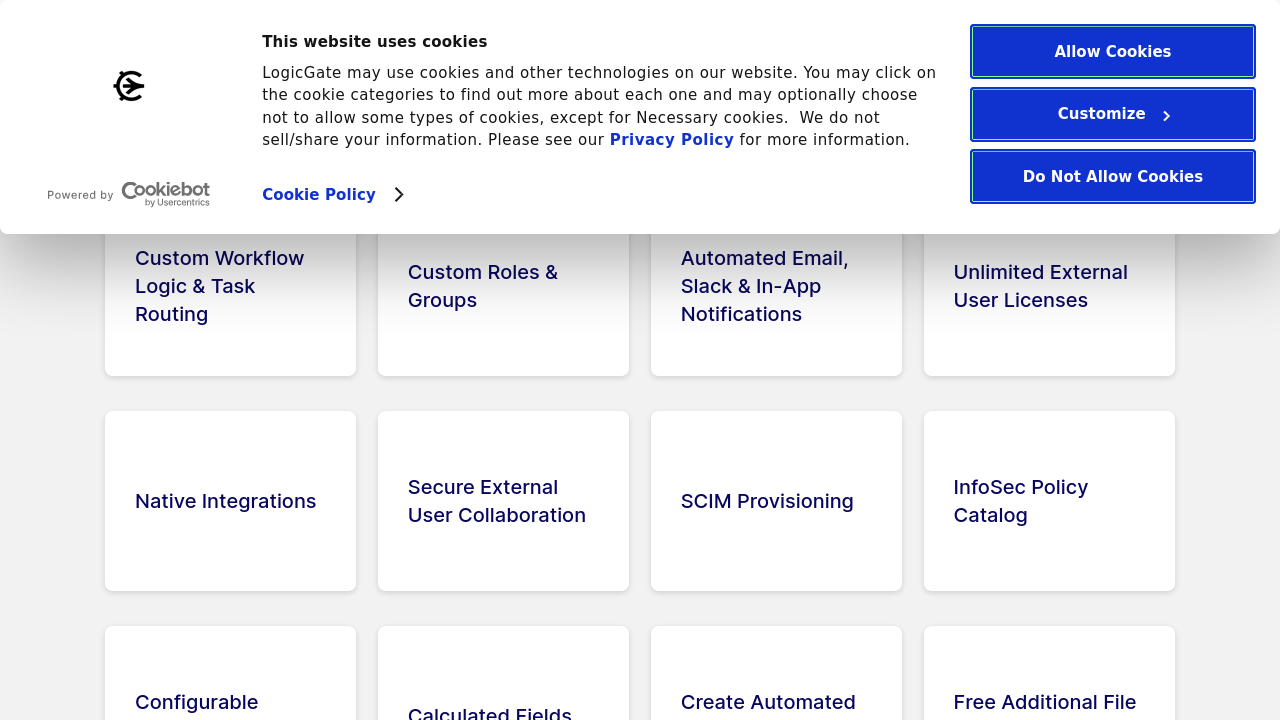 This website uses cookies
LogicGate may use cookies and other technologies on our website. You may click on
the cookie categories to find out more about each one and may optionally choose
not to allow some types of cookies, except for Necessary cookies.  We do not
sell/share your information. Please see our Privacy Policy for more information.
Powered by Cookiebot
by Usercentrics
Cookie Policy
Allow Cookies
Customize
Do Not Allow Cookies
Custom Workflow
Logic & Task
Routing
Custom Roles &
Groups
Automated Email,
Slack & In-App
Notifications
Unlimited External
User Licenses
Native Integrations
Secure External
User Collaboration
SCIM Provisioning
InfoSec Policy
Catalog
Configurable
Calculated Fields
Create Automated
Free Additional File